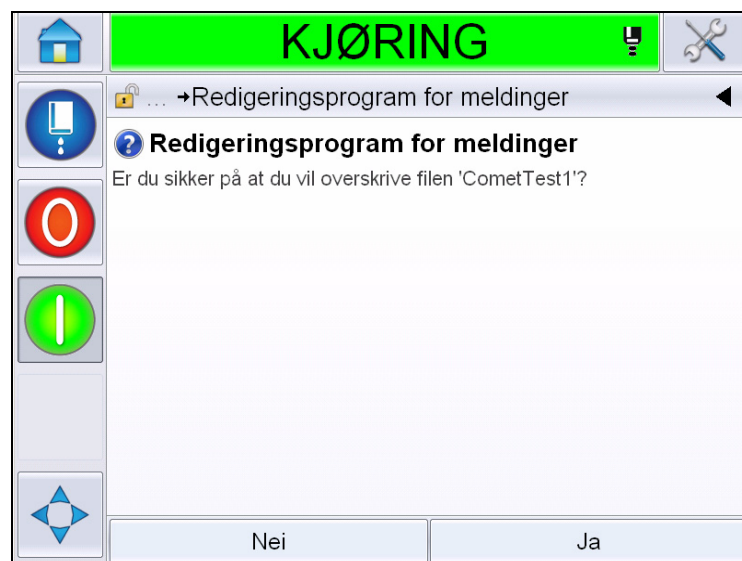 KJØRING
... →Redigeringsprogram for meldinger
Redigeringsprogram for meldinger
Er du sikker på at du vil overskrive filen 'CometTest1'?
Nei
Ja